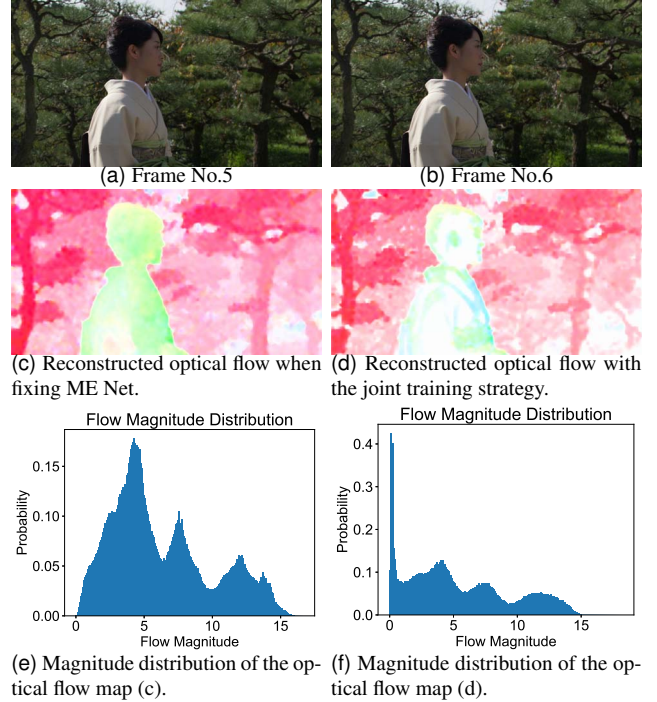 (a) Frame No.5
(b) Frame No.6
(c) Reconstructed optical flow when
fixing ME Net.
(d) Reconstructed optical flow with
the joint training strategy.
Flow Magnitude Distribution
0.15
0.10
0.05
0.00
Probability
0
5
10
15
Flow Magnitude
(e) Magnitude distribution of the op-
tical flow map (c).
Flow Magnitude Distribution
0.4
0.3
0.2
0.1
0.0
Probability
0
5
10
15
Flow Magnitude
(f) Magnitude distribution of the op-
tical flow map (d).